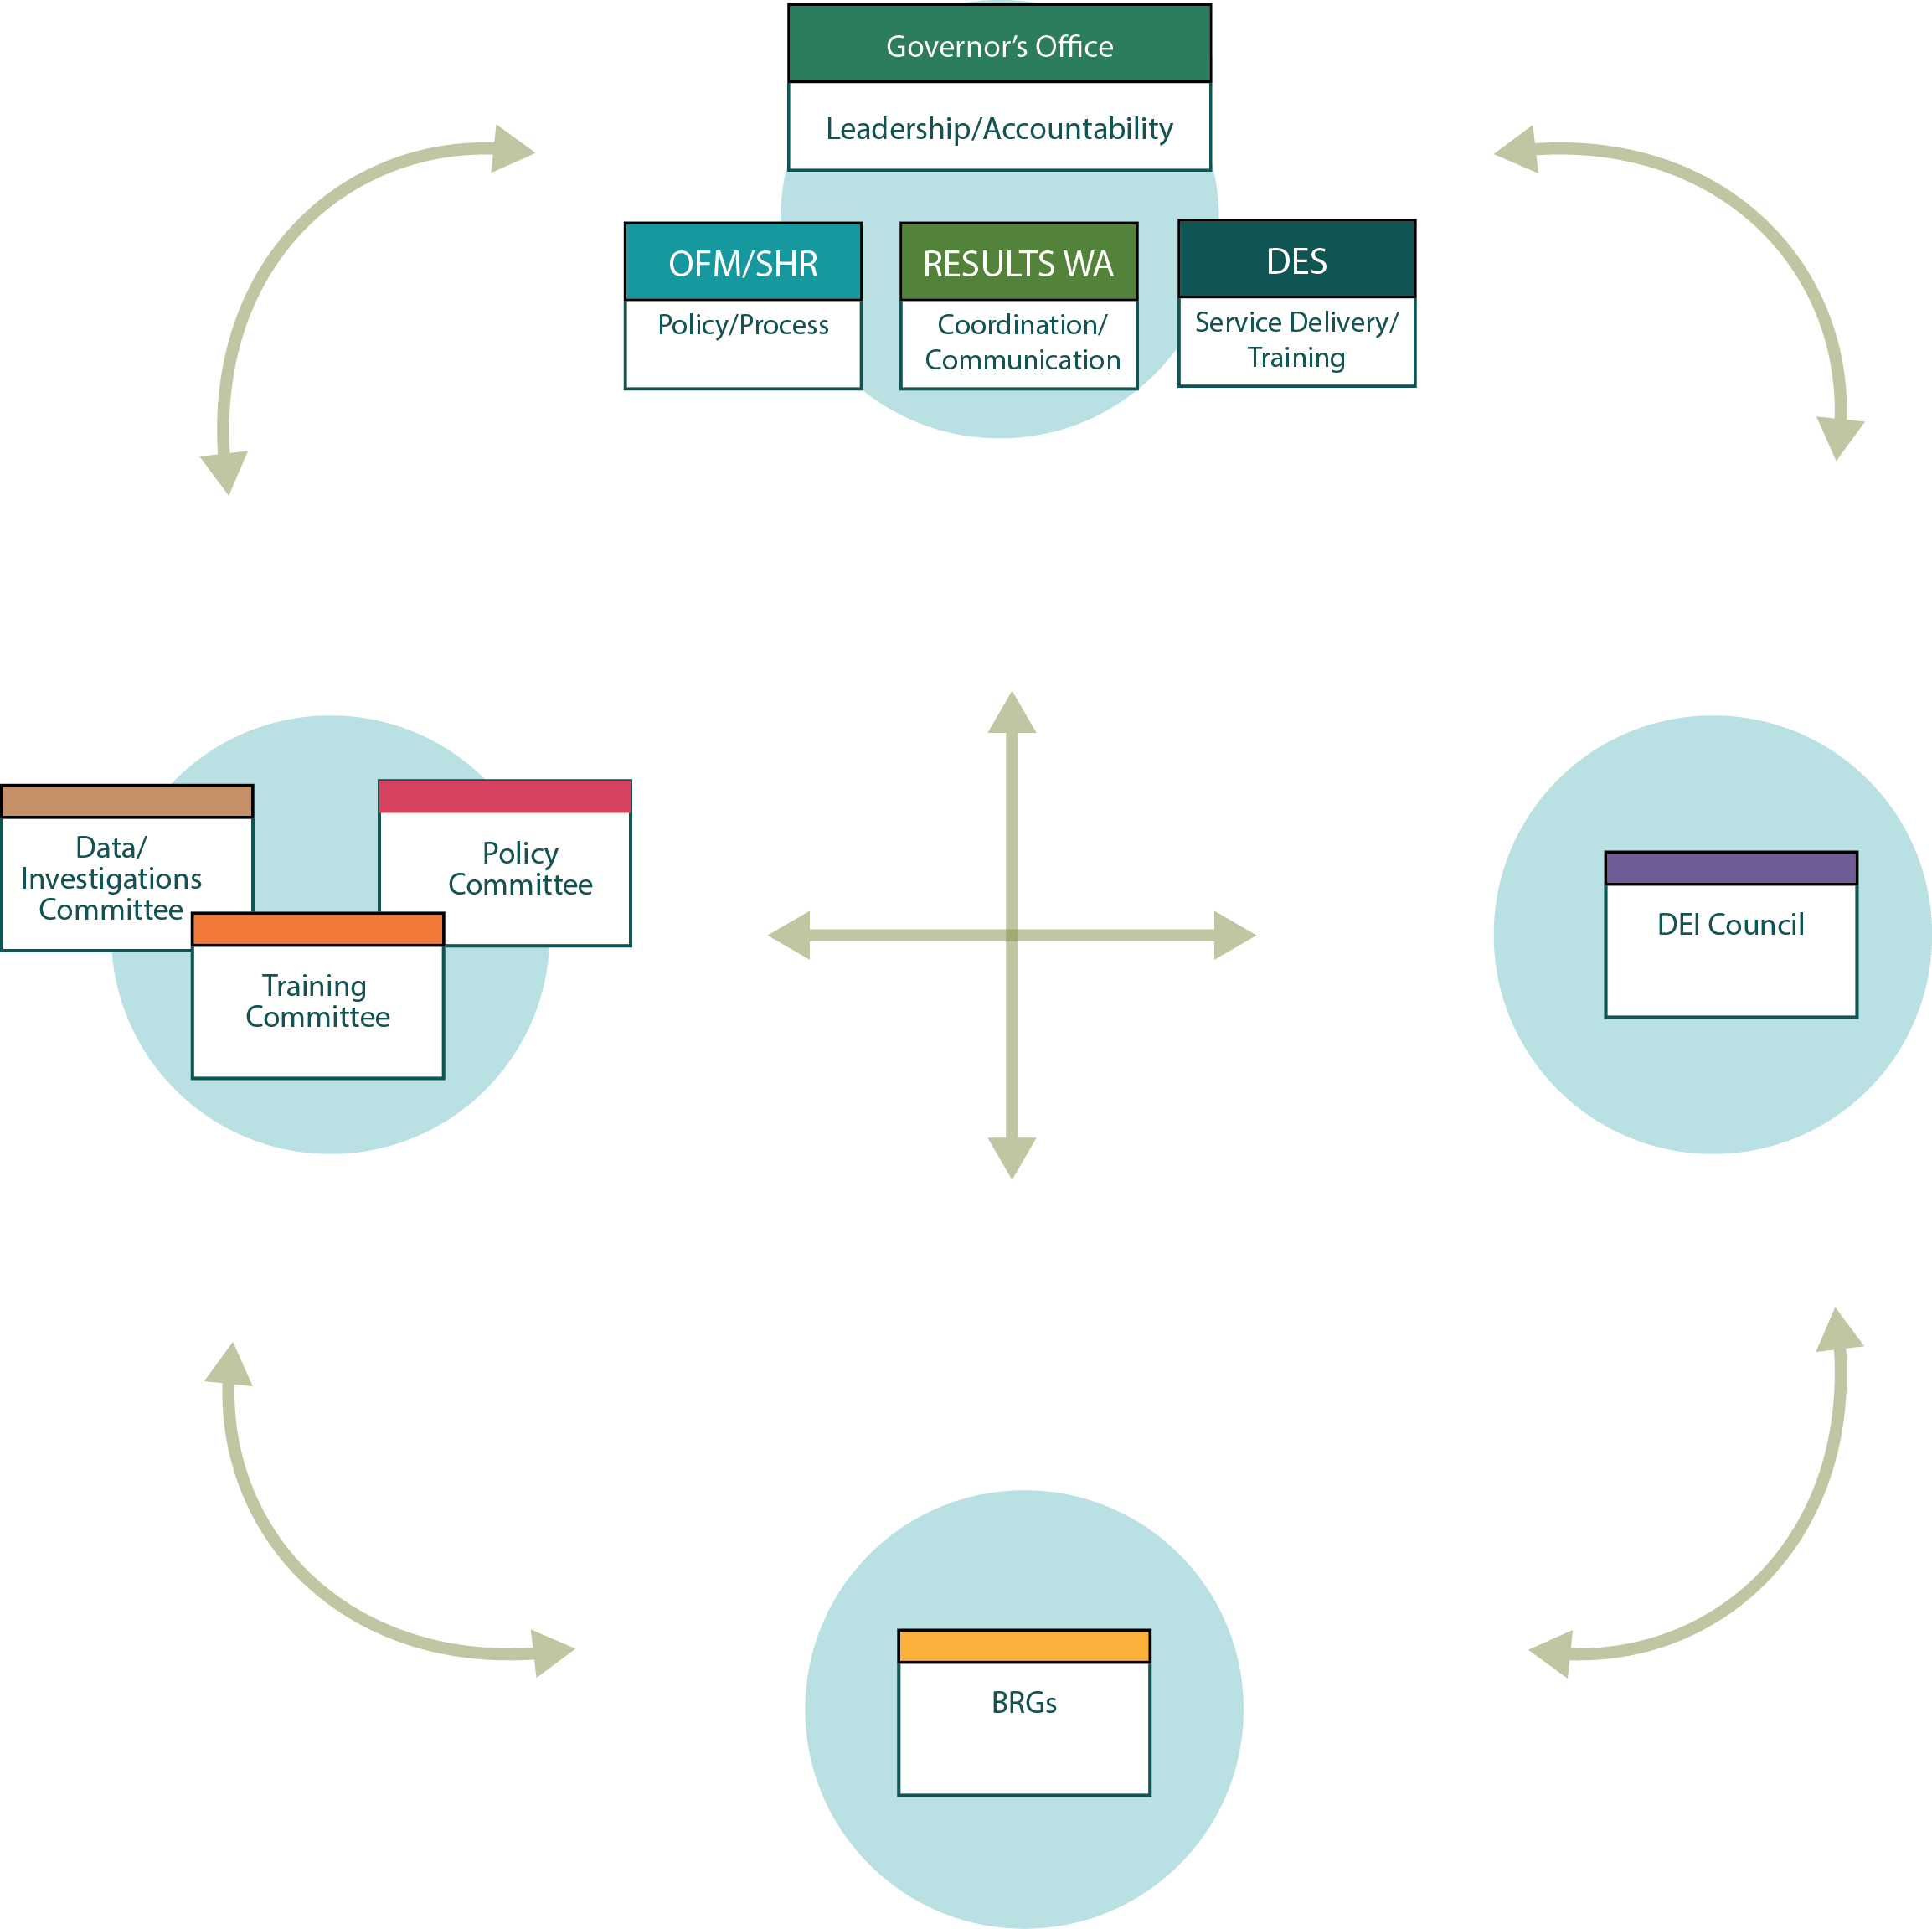 Governor’s Office
Leadership/Accountability
OFM/SHR
Policy/Process
RESULTS WA
Coordination/
Communication
DES
Service Delivery/
Training
Data/
Investigations
Committee
Policy
Committee
Training
Committee
DEI Council
BRGs